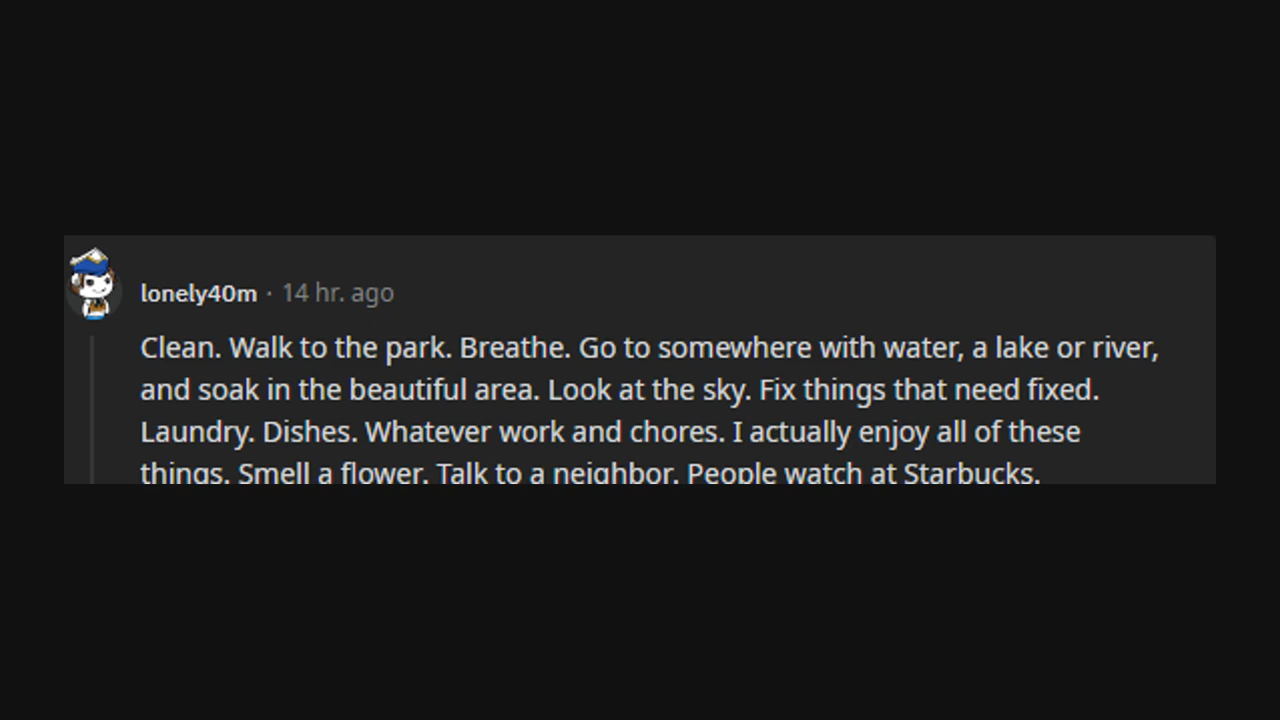 lonely40m · 14 hr. ago
Clean. Walk to the park. Breathe. Go to somewhere with water, a lake or river,
and soak in the beautiful area. Look at the sky. Fix things that need fixed.
Laundry. Dishes. Whatever work and chores. I actually enjoy all of these
things. Smell a flower. Talk to a neighbor. People watch at Starbucks.